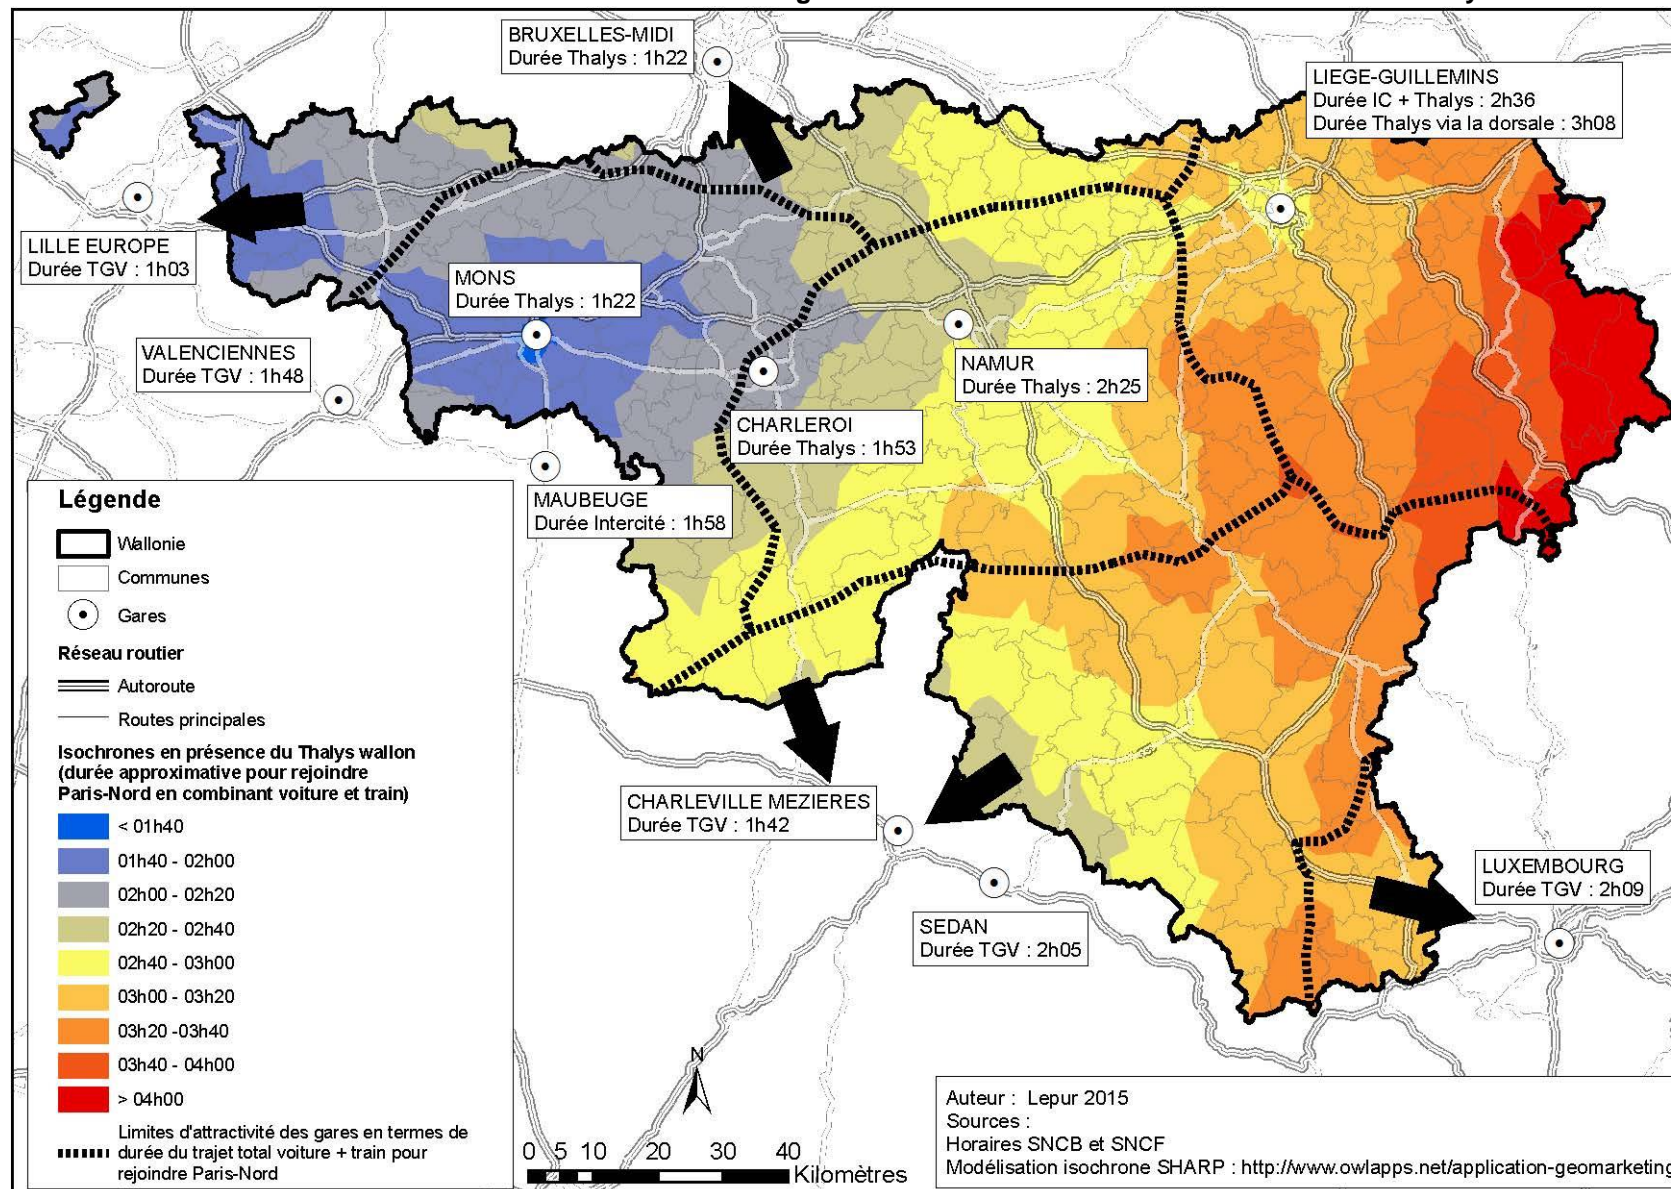 BRUXELLES-MIDI
Durée Thalys : 1h22
LIEGE-GUILLEMINS
Durée IC + Thalys : 2h36
Durée Thalys via la dorsale : 3h08
LILLE EUROPE
Durée TGV : 1h03
MONS
Durée Thalys : 1h22
VALENCIENNES
Durée TGV : 1h48
NAMUR
Durée Thalys : 2h25
CHARLEROI
Durée Thalys : 1h53
MAUBEUGE
Durée Intercité : 1h58
CHARLEVILLE MEZIERES
Durée TGV : 1h42
SEDAN
Durée TGV : 2h05
LUXEMBOURG
Durée TGV : 2h09
Légende
Wallonie
Communes
Gares
Réseau routier
Autoroute
Routes principales
Isochrones en présence du Thalys wallon
(durée approximative pour rejoindre
Paris-Nord en combinant voiture et train)
< 01h40
01h40 - 02h00
02h00 - 02h20
02h20 - 02h40
02h40 - 03h00
03h00 - 03h20
03h20 -03h40
03h40 - 04h00
> 04h00
Limites d'attractivité des gares en termes de
durée du trajet total voiture + train pour
rejoindre Paris-Nord
N
0 5 10 20 30 40
Kilomètres
Auteur : Lepur 2015
Sources :
Horaires SNCB et SNCF
Modélisation isochrone SHARP : http://www.owlapps.net/application-geomarketing